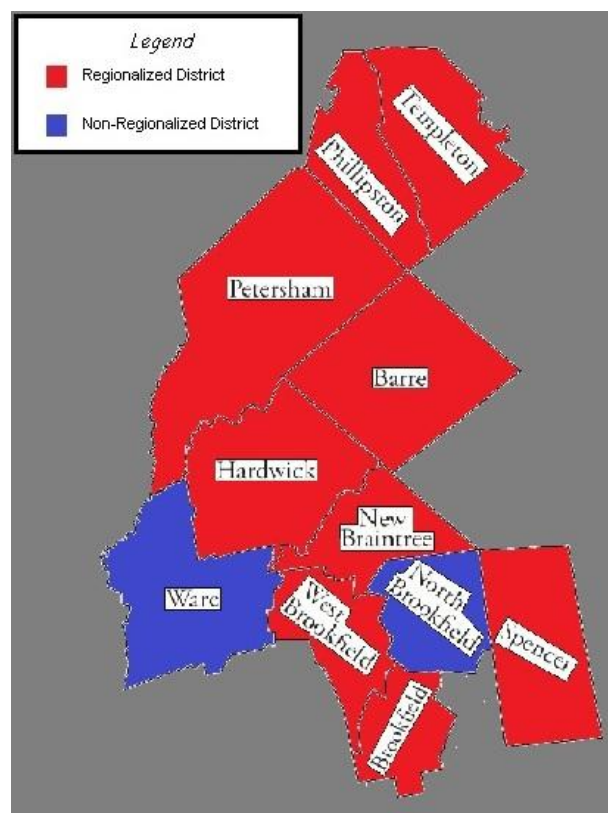 Legend
Regionalized District
Non-Regionalized District
Templeton
Phillipston
Petersham
Barre
Hardwick
New
Braintree
Ware
North
Brookfield
West
Brookfield
Spencer
Brookfield